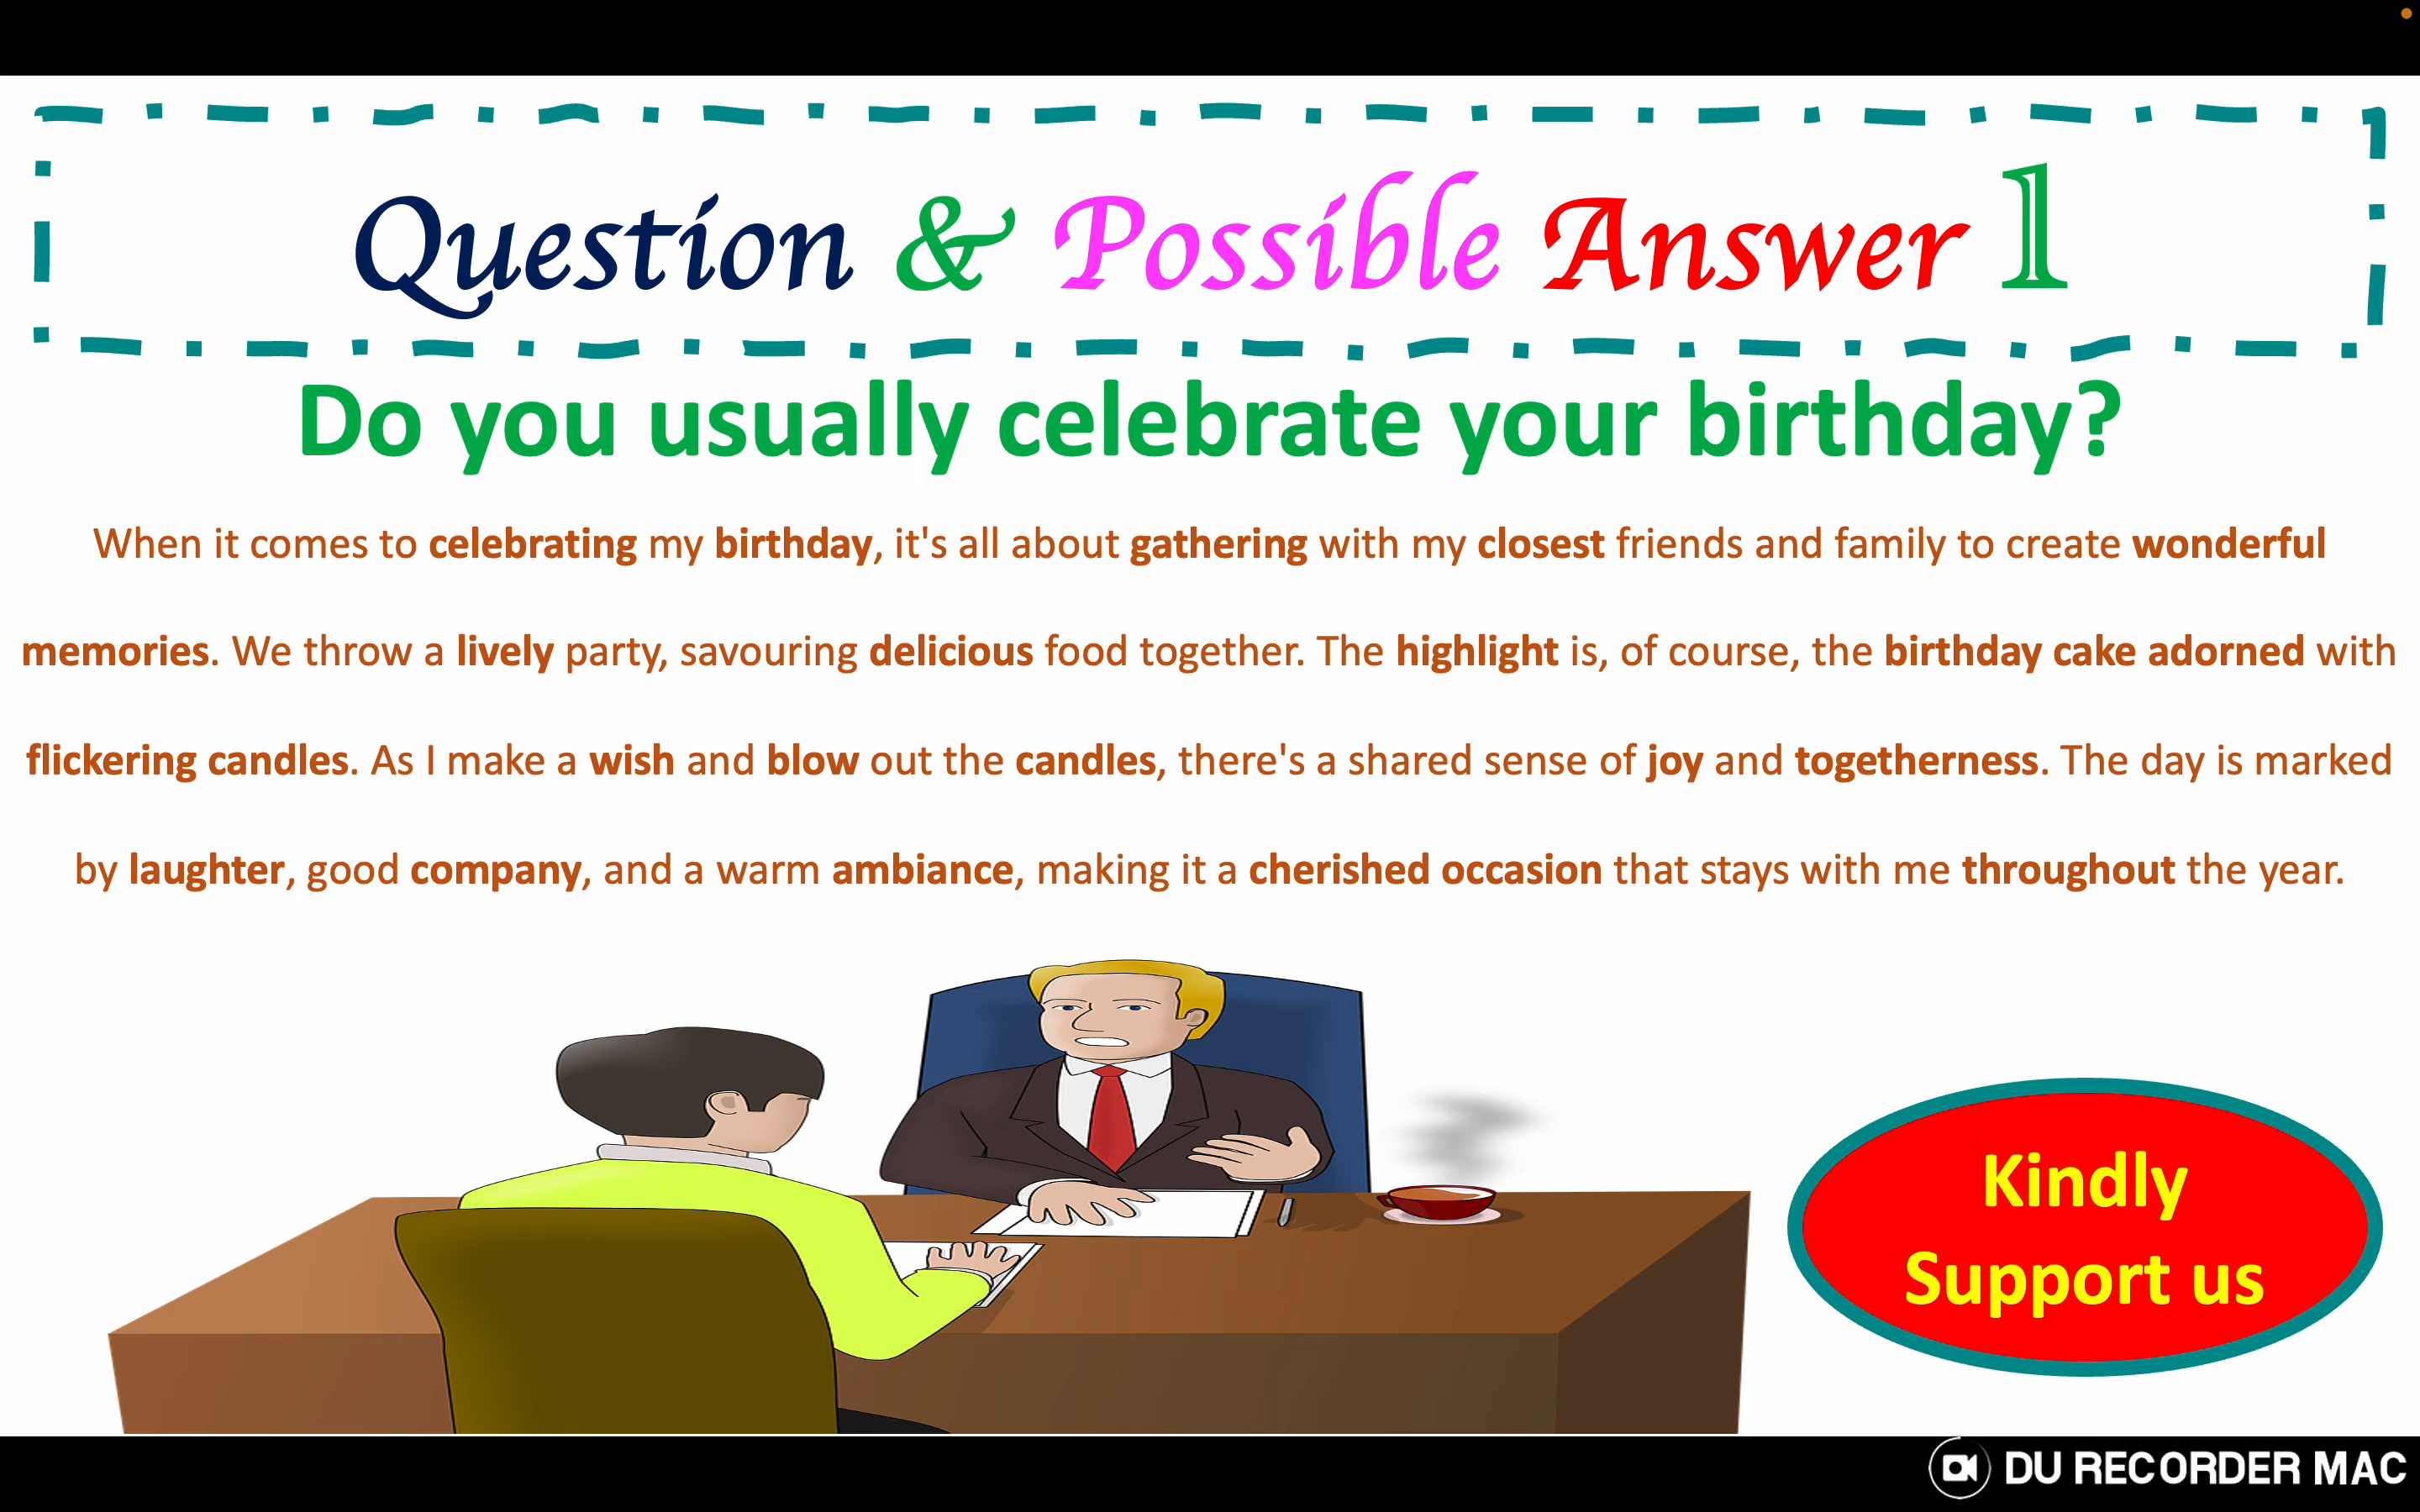 Question & Possible Answer 1
Do you usually celebrate your birthday?
When it comes to celebrating my birthday, it's all about gathering with my closest friends and family to create wonderful
memories. We throw a lively party, savouring delicious food together. The highlight is, of course, the birthday cake adorned with
flickering candles. As I make a wish and blow out the candles, there's a shared sense of joy and togetherness. The day is marked
by laughter, good company, and a warm ambiance, making it a cherished occasion that stays with me throughout the year.
Kindly
Support us
DU RECORDER MAC